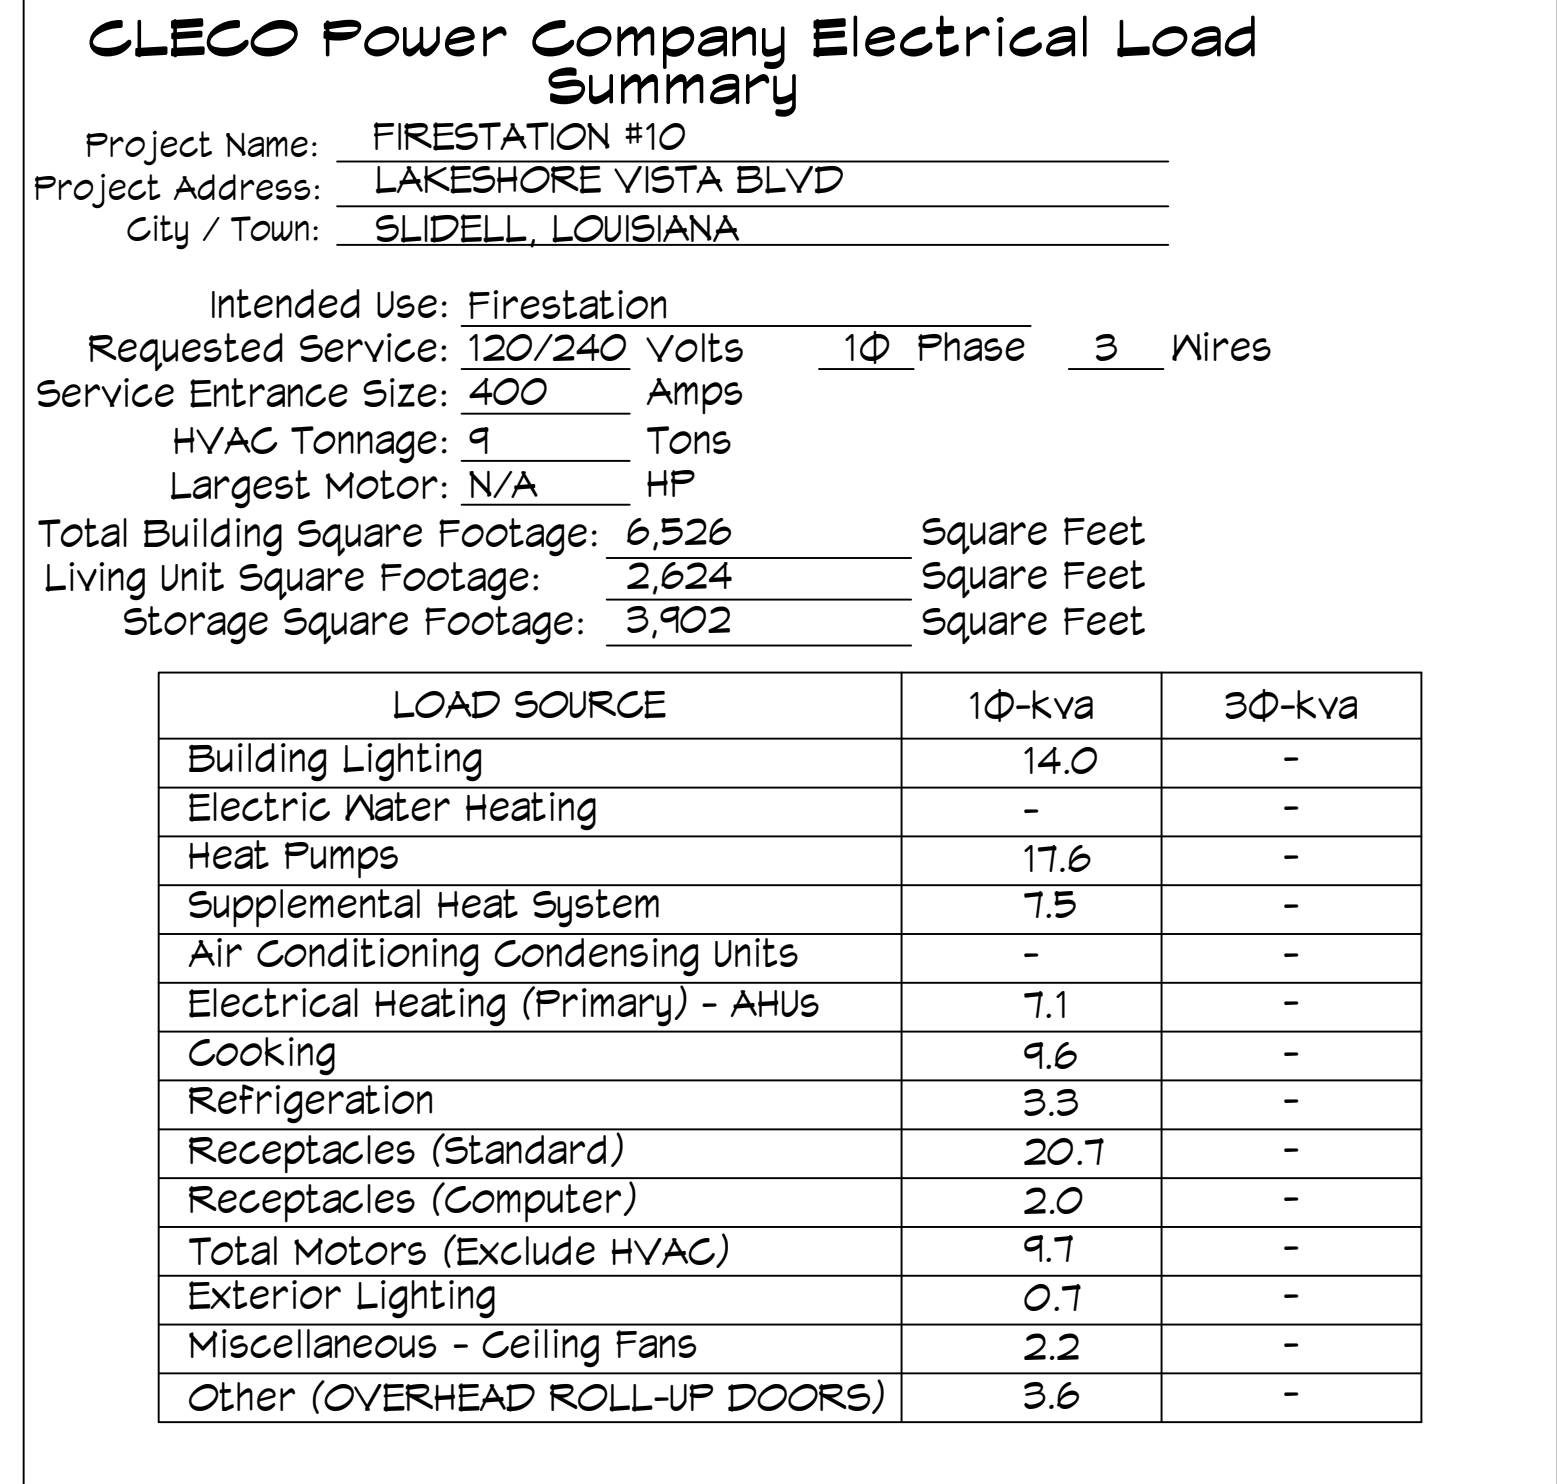 CLECO Power Company Electrical Load
Summary
Project Name: FIRESTATION #10
Project Address: LAKESHORE VISTA BLVD
City / Town: SLIDELL, LOUISIANA
Intended Use: Firestation
Requested Service: 120/240 Volts 1Φ Phase 3 Wires
Service Entrance Size: 400 Amps
HVAC Tonnage: 9 Tons
Largest Motor: N/A HP
Total Building Square Footage: 6,526 Square Feet
Living Unit Square Footage: 2,624 Square Feet
Storage Square Footage: 3,902 Square Feet
LOAD SOURCE 1Φ-kva 3Φ-kva
Building Lighting 14.0 -
Electric Water Heating - -
Heat Pumps 17.6 -
Supplemental Heat System 7.5 -
Air Conditioning Condensing Units - -
Electrical Heating (Primary) - AHUs 7.1 -
Cooking 9.6 -
Refrigeration 3.3 -
Receptacles (Standard) 20.7 -
Receptacles (Computer) 2.0 -
Total Motors (Exclude HVAC) 9.7 -
Exterior Lighting 0.7 -
Miscellaneous - Ceiling Fans 2.2 -
Other (OVERHEAD ROLL-UP DOORS) 3.6 -